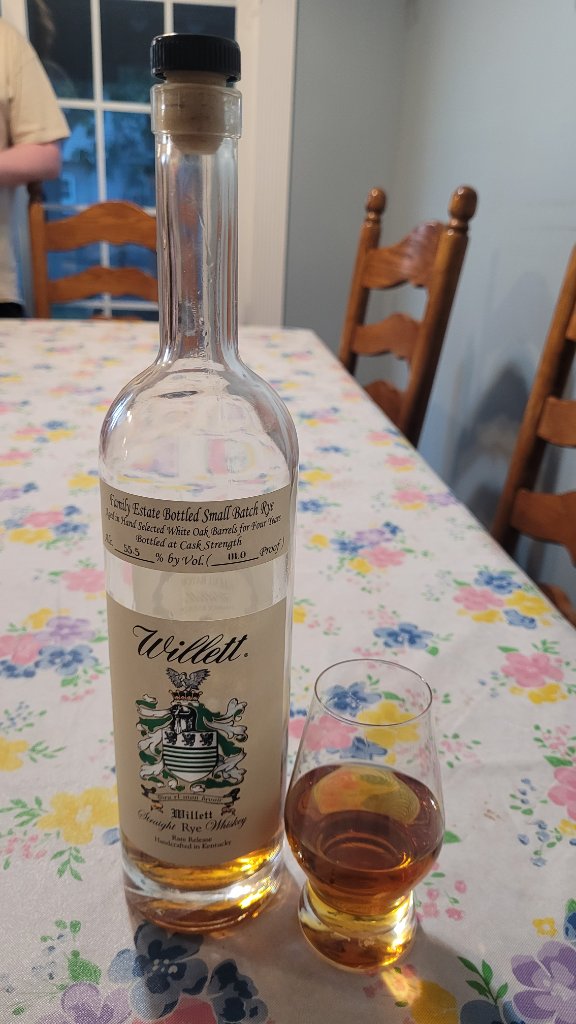 Family Estate Bottled Small Batch Rye
Aged in Hand Selected White Oak Barrels for Four Years
Bottled at Cask Strength
Alc. 55.5 % by Vol. ( 111.0 Proof )
Willett.
Willett
Straight Rye Whiskey
Rare Release
Handcrafted in Kentucky